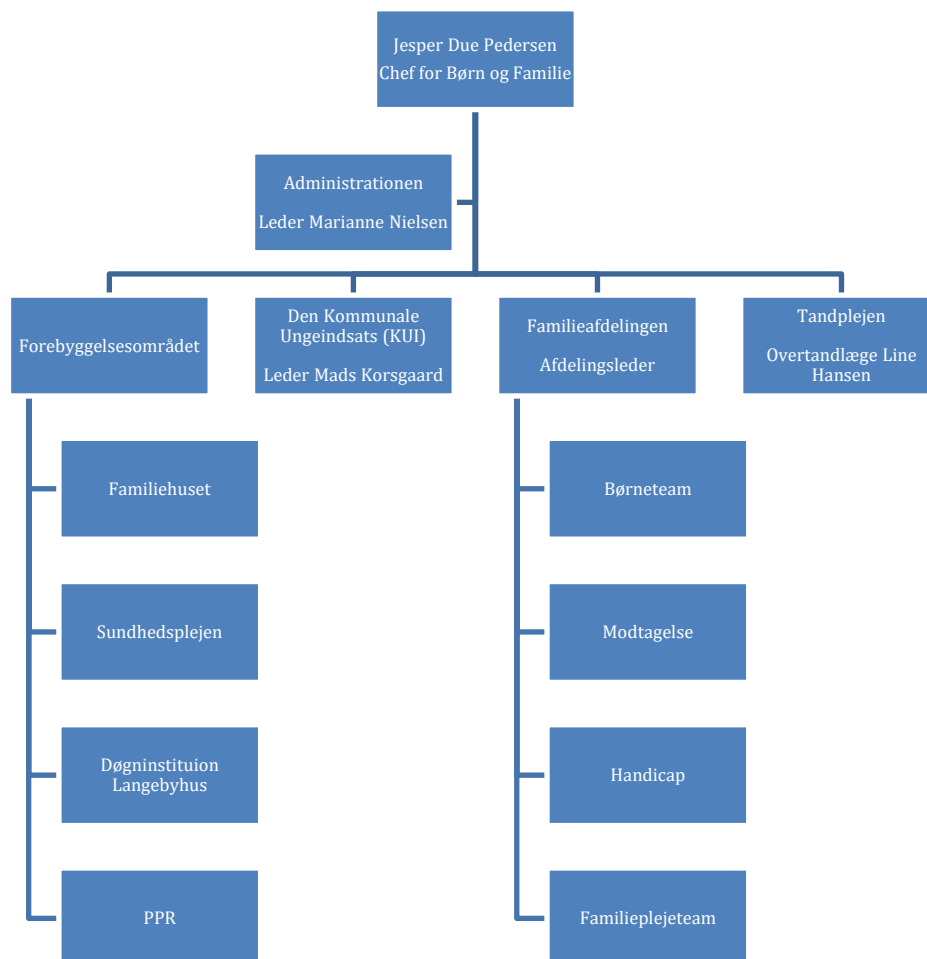 Jesper Due Pedersen
Chef for Børn og Familie
Administrationen
Leder Marianne Nielsen
Forebyggelsesområdet
Den Kommunale
Ungeindsats (KUI)
Leder Mads Korsgaard
Familieafdelingen
Afdelingsleder
Tandplejen
Overtandlæge Line
Hansen
Familiehuset
Sundhedsplejen
Døgninstituion
Langebyhus
PPR
Børneteam
Modtagelse
Handicap
Familieplejeteam